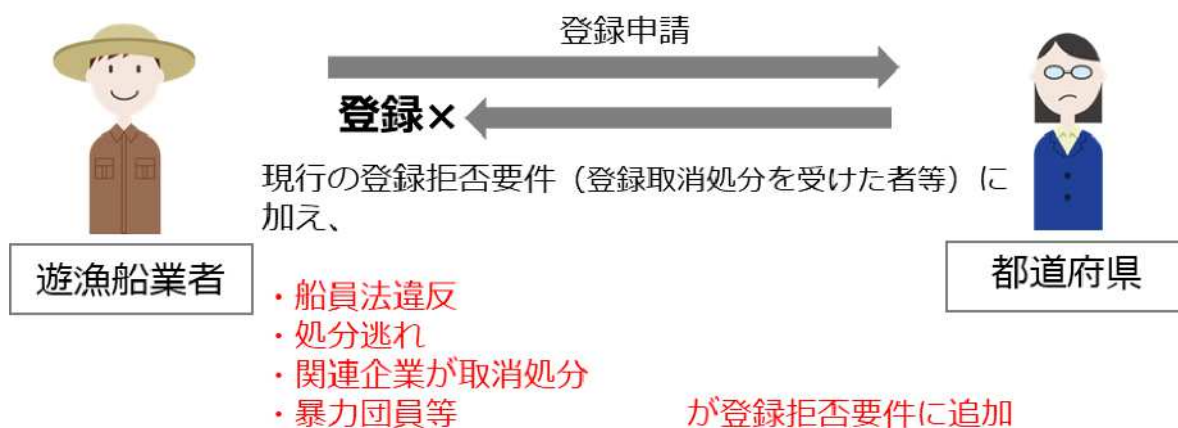 登録申請
登録×
現行の登録拒否要件（登録取消処分を受けた者等）に
加え、
遊漁船業者
都道府県
・船員法違反
・処分逃れ
・関連企業が取消処分
・暴力団員等 が登録拒否要件に追加